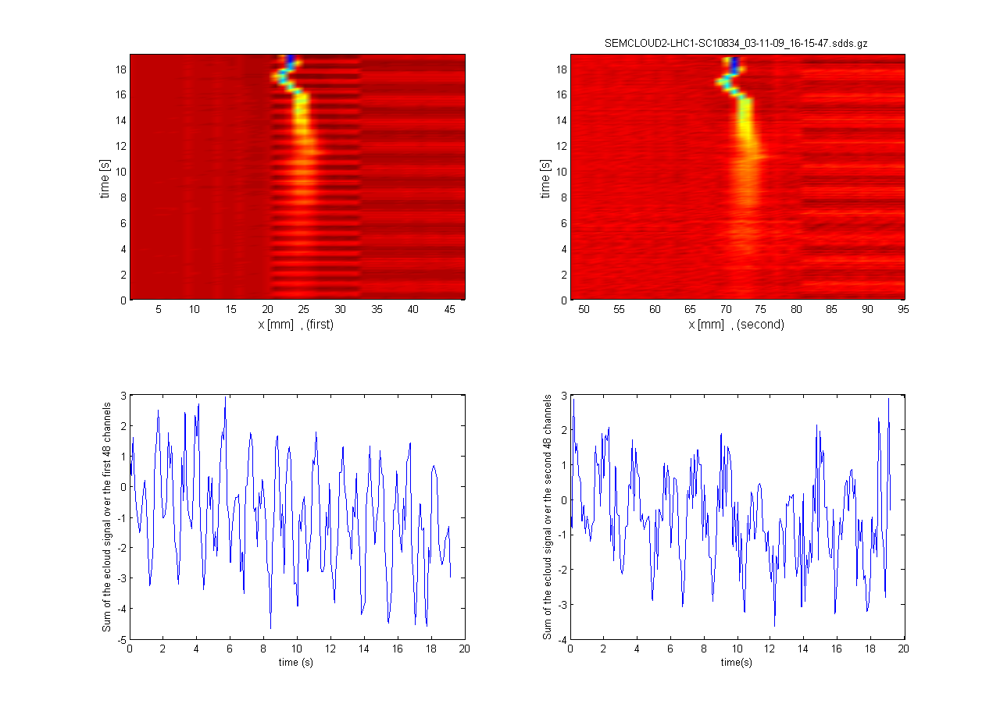 SEMCLOUD2-LHC1-SC10834_03-11-09_16-15-47.sdds.gz
18
16
14
12
10
8
6
4
2
0
time [s]
5 10 15 20 25 30 35 40 45
x [mm] , (first)
18
16
14
12
10
8
6
4
2
0
time [s]
50 55 60 65 70 75 80 85 90 95
x [mm] , (second)
3
2
1
0
-1
-2
-3
-4
-5
Sum of the ecloud signal over the first 48 channels
0 2 4 6 8 10 12 14 16 18 20
time (s)
3
2
1
0
-1
-2
-3
-4
Sum of the ecloud signal over the second 48 channels
0 2 4 6 8 10 12 14 16 18 20
time(s)